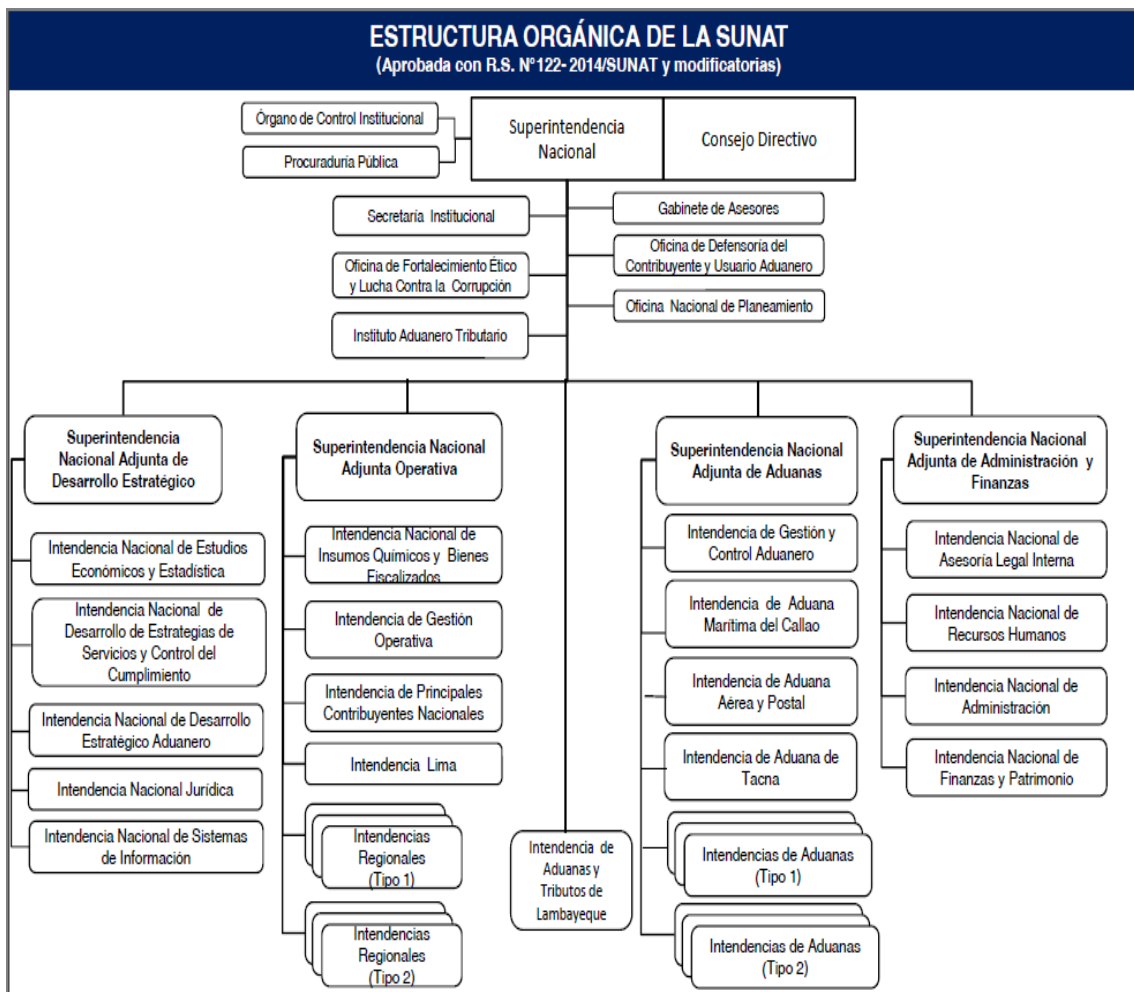 ESTRUCTURA ORGÁNICA DE LA SUNAT
(Aprobada con R.S. N°122- 2014/SUNAT y modificatorias)
Órgano de Control Institucional
Procuraduría Pública
Superintendencia
Nacional
Consejo Directivo
Secretaría Institucional
Gabinete de Asesores
Oficina de Fortalecimiento Ético
y Lucha Contra la Corrupción
Oficina de Defensoría del
Contribuyente y Usuario Aduanero
Instituto Aduanero Tributario
Oficina Nacional de Planeamiento
Superintendencia
Nacional Adjunta de
Desarrollo Estratégico
Intendencia Nacional de Estudios
Económicos y Estadística
Intendencia Nacional de
Desarrollo de Estrategias de
Servicios y Control del
Cumplimiento
Intendencia Nacional de Desarrollo
Estratégico Aduanero
Intendencia Nacional Jurídica
Intendencia Nacional de Sistemas
de Información
Superintendencia Nacional
Adjunta Operativa
Intendencia Nacional de
Insumos Químicos y Bienes
Fiscalizados
Intendencia de Gestión
Operativa
Intendencia de Principales
Contribuyentes Nacionales
Intendencia Lima
Intendencias
Regionales
(Tipo 1)
Intendencias
Regionales
(Tipo 2)
Intendencia de
Aduanas y
Tributos de
Lambayeque
Superintendencia Nacional
Adjunta de Aduanas
Intendencia de Gestión y
Control Aduanero
Intendencia de Aduana
Marítima del Callao
Intendencia de Aduana
Aérea y Postal
Intendencia de Aduana de
Tacna
Intendencias de Aduanas
(Tipo 1)
Intendencias de Aduanas
(Tipo 2)
Superintendencia Nacional
Adjunta de Administración y
Finanzas
Intendencia Nacional de
Asesoría Legal Interna
Intendencia Nacional de
Recursos Humanos
Intendencia Nacional de
Administración
Intendencia Nacional de
Finanzas y Patrimonio